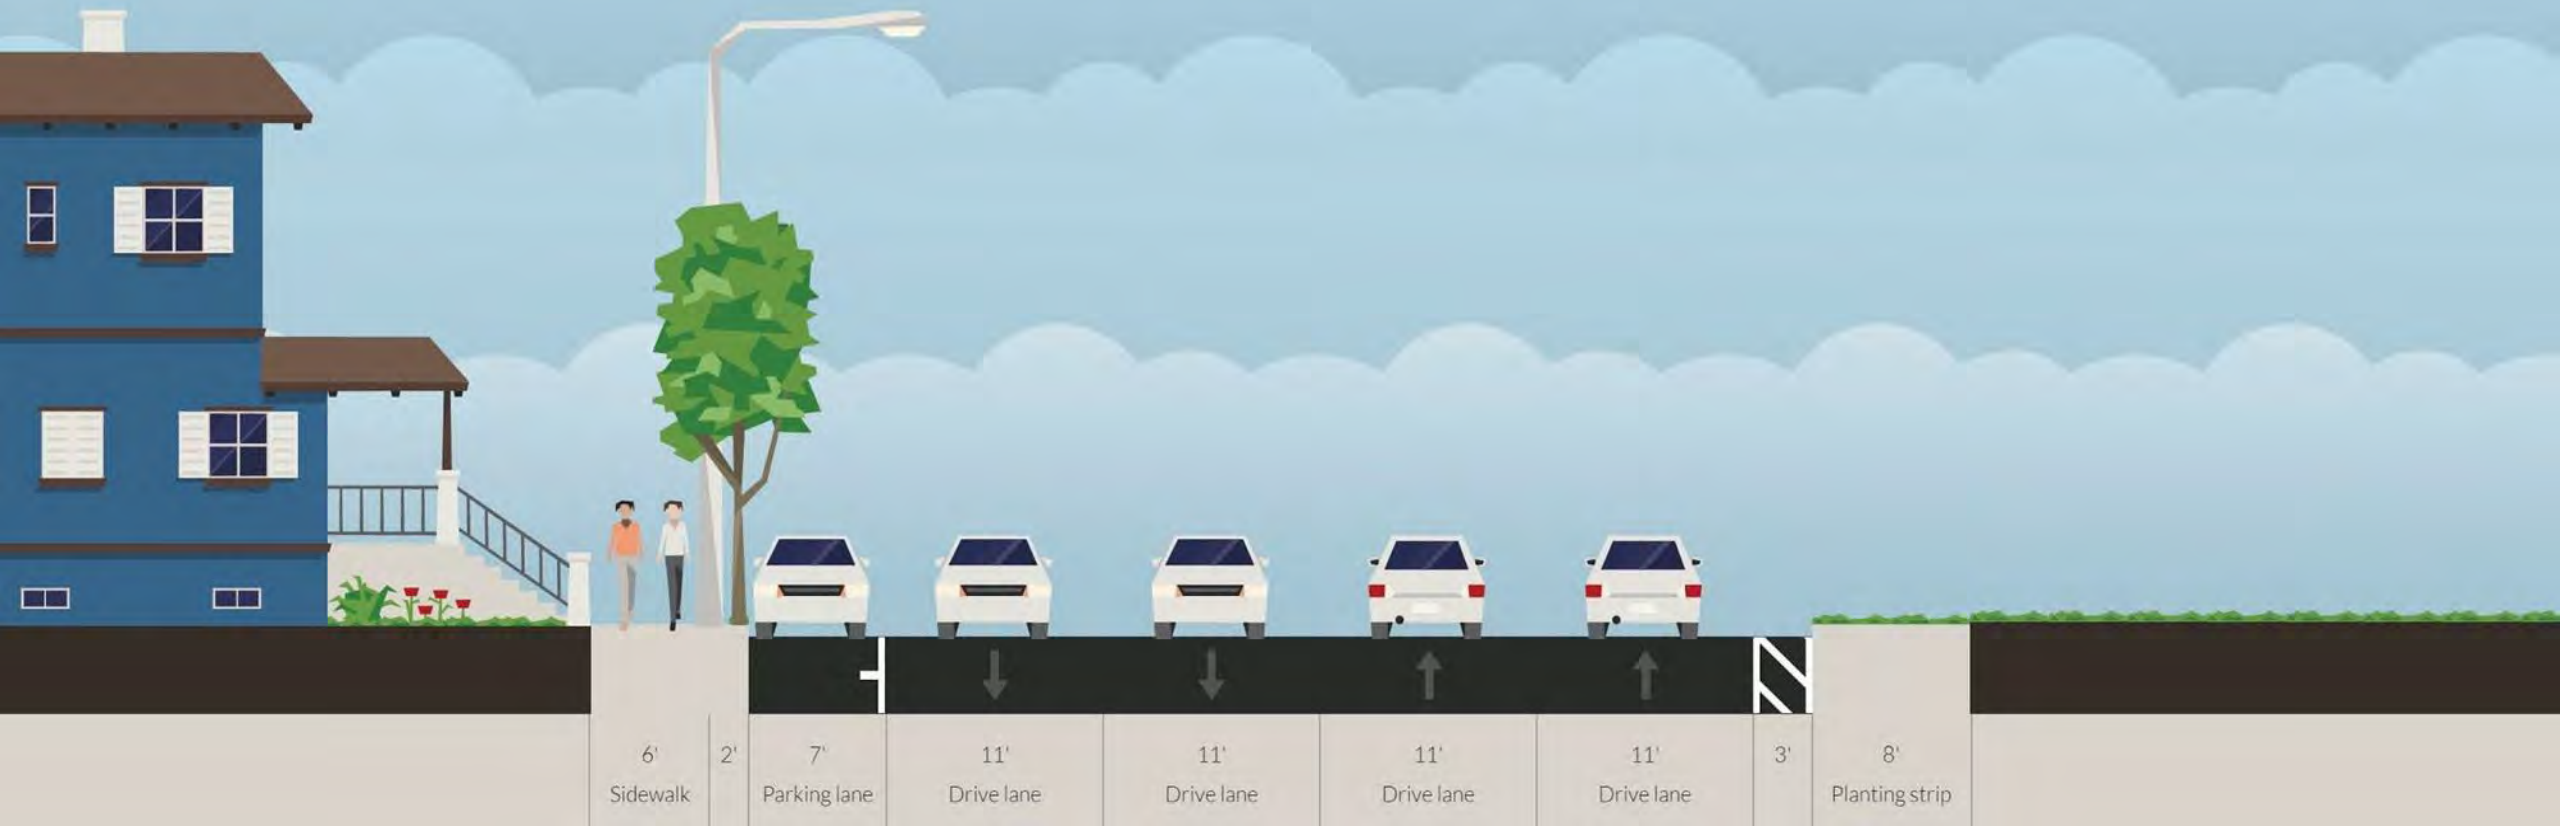 6' 2' 7' 11' 11' 11' 11' 3' 8'
Sidewalk Parking lane Drive lane Drive lane Drive lane Drive lane Planting strip